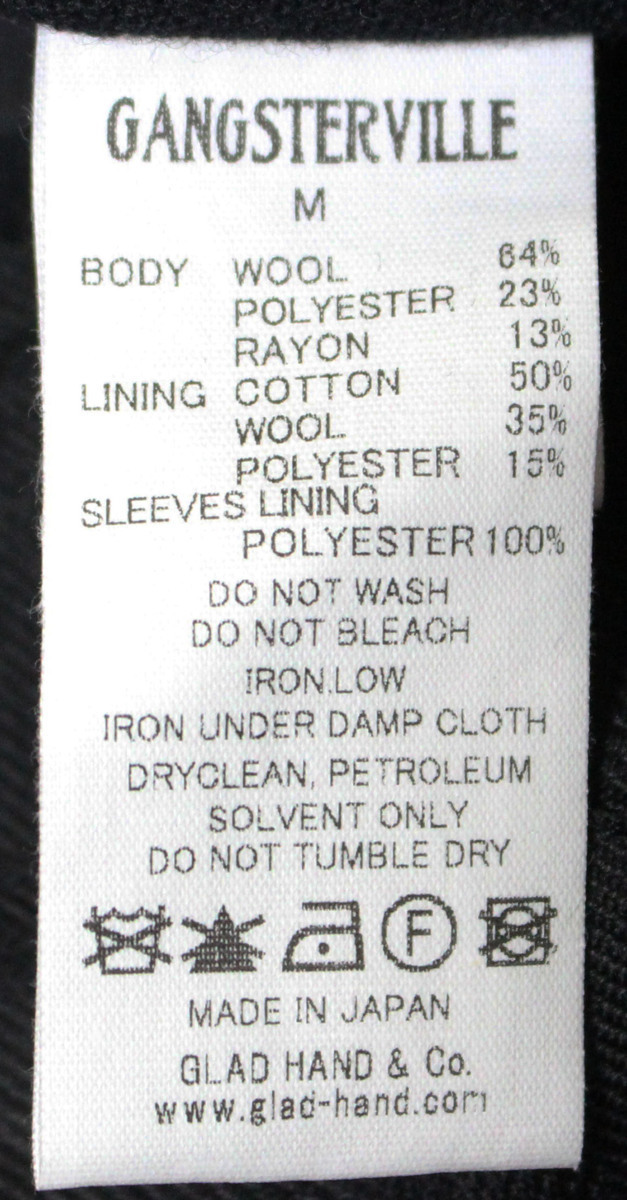 GANGSTERVILLE
M
BODY WOOL 64%
POLYESTER 23%
RAYON 13%
LINING COTTON 50%
WOOL 35%
POLYESTER 15%
SLEEVES LINING
POLYESTER 100%
DO NOT WASH
DO NOT BLEACH
IRON.LOW
IRON UNDER DAMP CLOTH
DRYCLEAN, PETROLEUM
SOLVENT ONLY
DO NOT TUMBLE DRY
F
MADE IN JAPAN
GLAD HAND & Co.
www.glad-hand.com